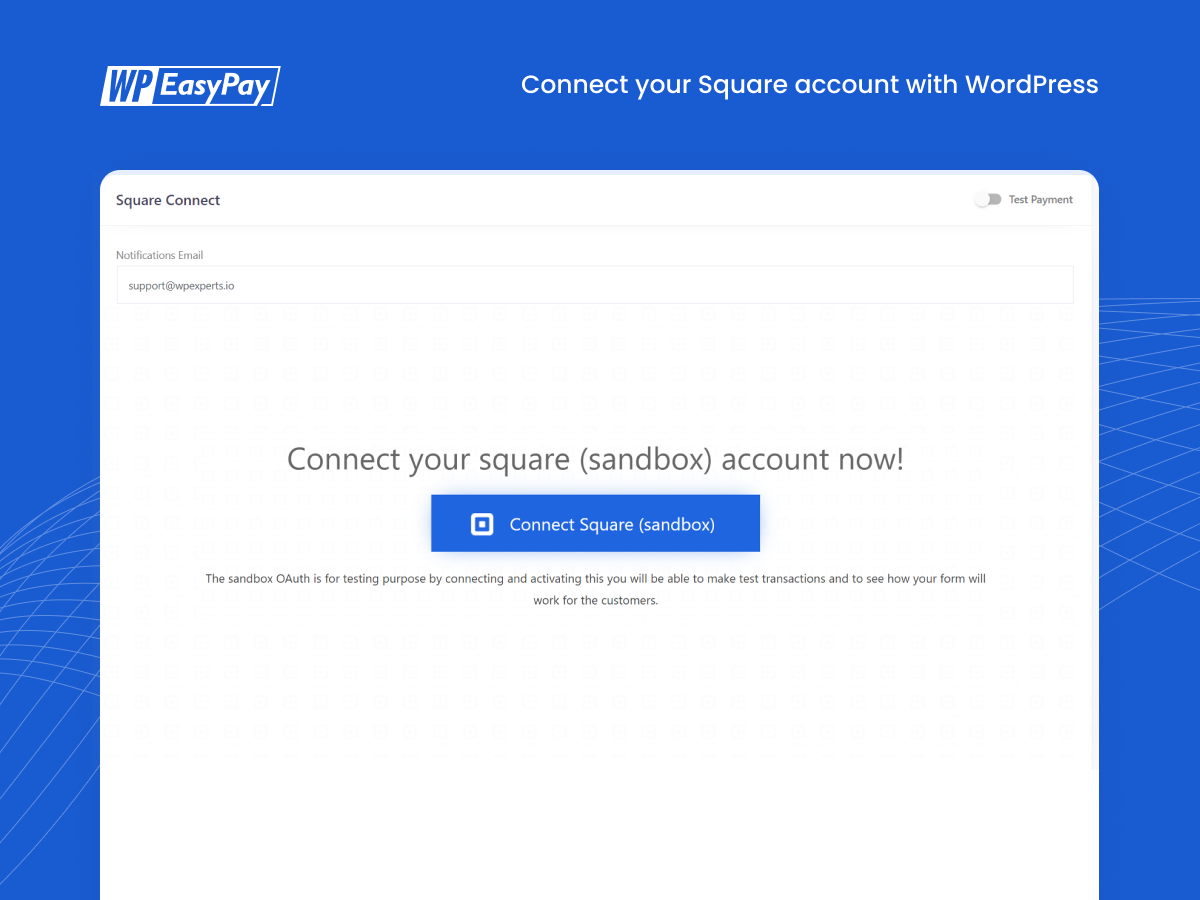 WP EasyPay
Connect your Square account with WordPress
Square Connect
Test Payment
Notifications Email
support@wpexperts.io
Connect your square (sandbox) account now!
Connect Square (sandbox)
The sandbox OAuth is for testing purpose by connecting and activating this you will be able to make test transactions and to see how your form will
work for the customers.